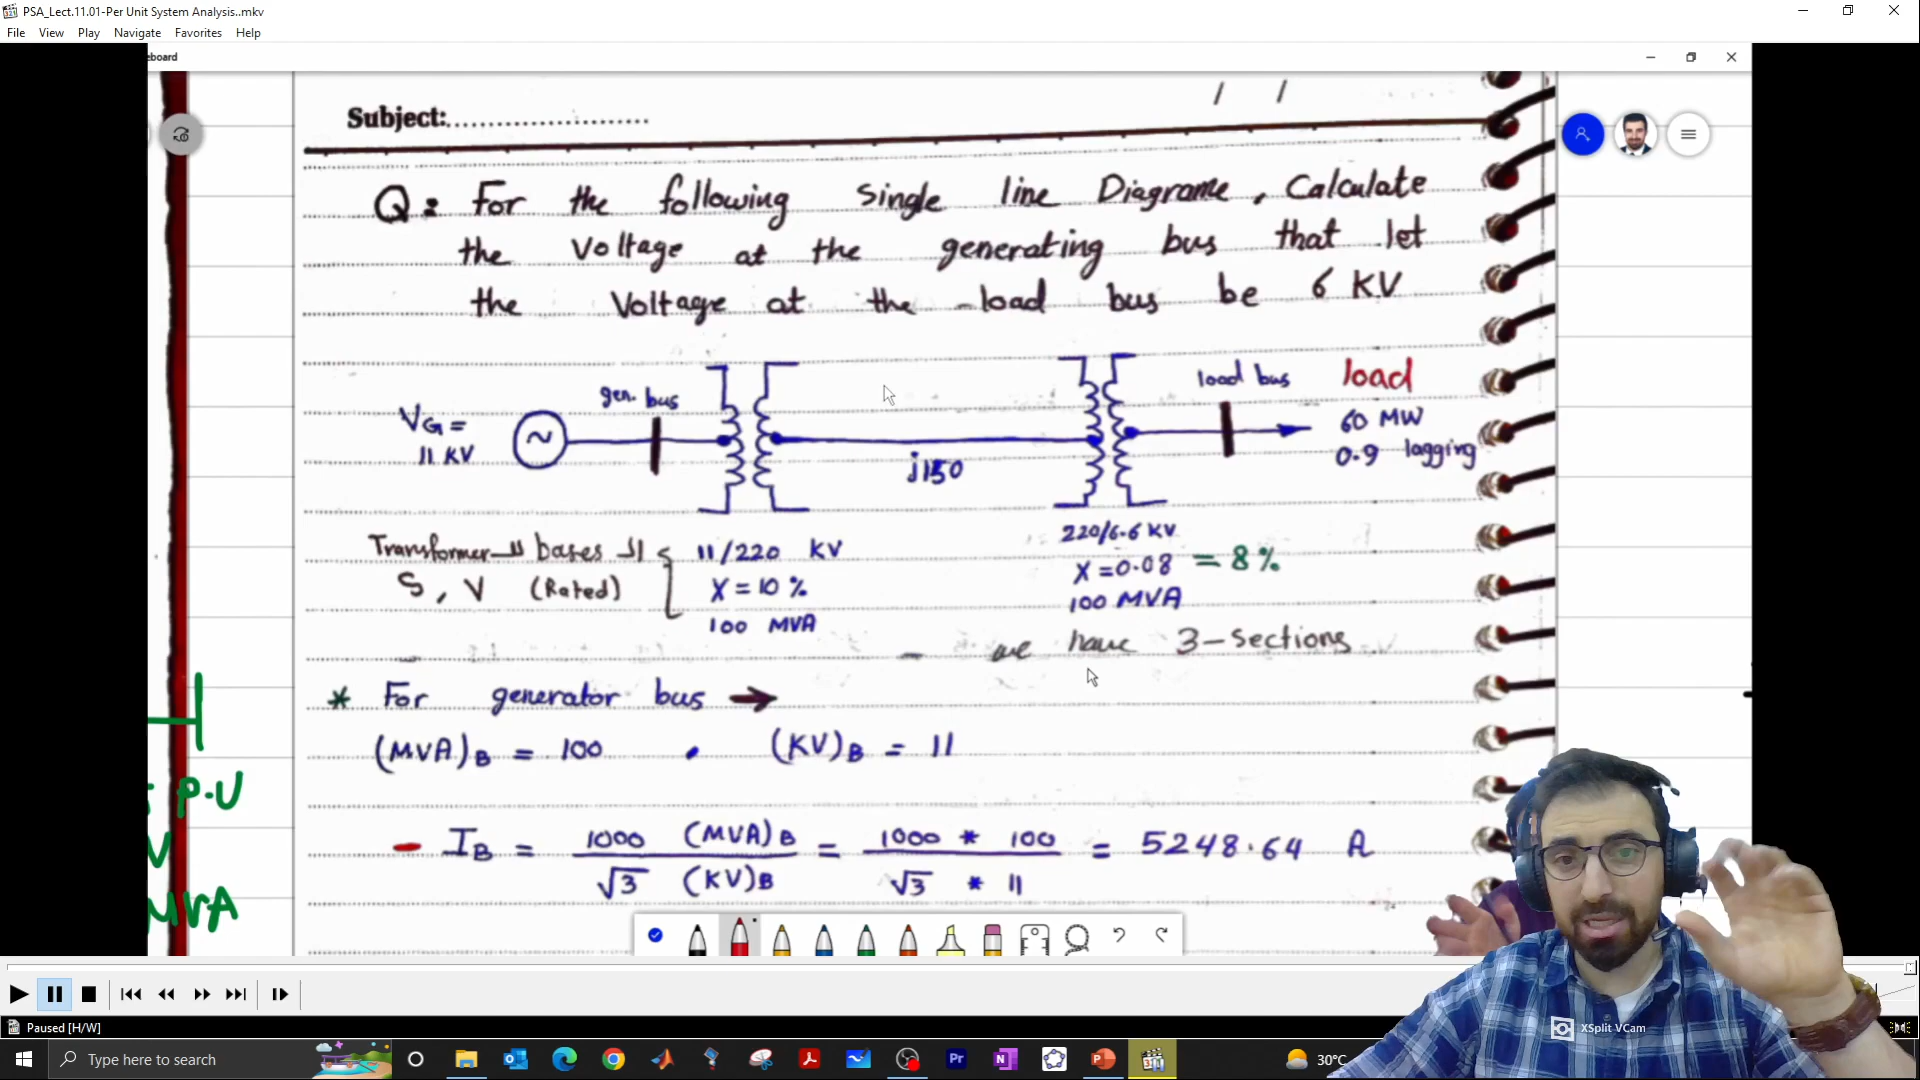 PSA_Lect.11.01-Per Unit System Analysis..mkv
File View Play Navigate Favorites Help
eboard
Subject:.......................
/ /
Q: For the following single line Diagrame, Calculate
the Voltage at the generating bus that let
the Voltage at the load bus be 6 KV
gen. bus
load bus
load
VG =
11 KV
~
j150
60 MW
0.9 lagging
Transformer ال bases ال
S, V (Rated)
11/220 KV
X = 10 %
100 MVA
220/6.6 KV
X = 0.08 = 8 %
100 MVA
- we have 3-sections
* For generator bus →
(MVA)B = 100 . (KV)B = 11
P.U
V
MVA
- IB = 1000 (MVA)B / √3 (KV)B = 1000 * 100 / √3 * 11 = 5248.64 A
Paused [H/W]
XSplit VCam
Type here to search
Pr
30°C